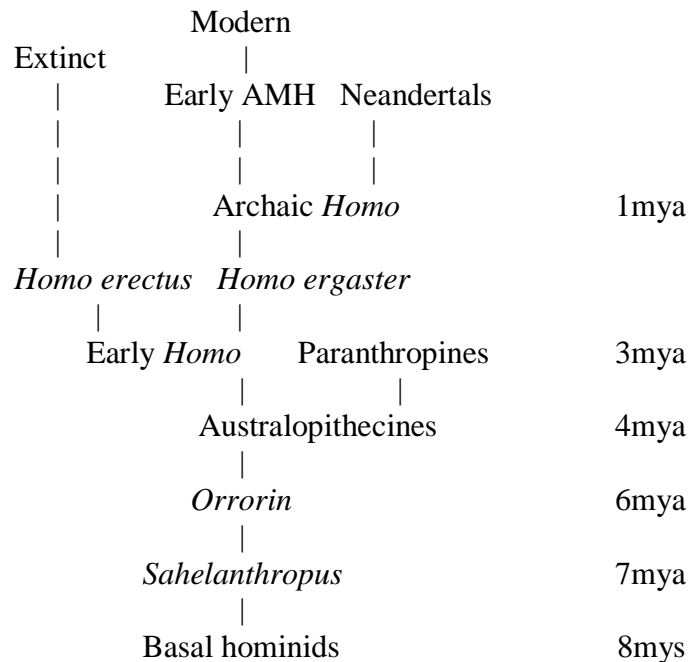 Modern
Extinct
Early AMH Neandertals
Archaic Homo 1mya
Homo erectus Homo ergaster
Early Homo Paranthropines 3mya
Australopithecines 4mya
Orrorin 6mya
Sahelanthropus 7mya
Basal hominids 8mys